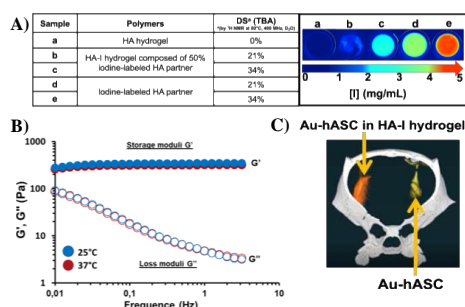 A)
Sample Polymers DSª (TBA)
ª(by ¹H NMR at 80°C, 400 MHz, D₂O)
a HA hydrogel 0%
b HA-I hydrogel composed of 50% iodine-labeled HA partner 21%
c 34%
d Iodine-labeled HA partner 21%
e 34%
a b c d e
0 1 2 3 4 5
[I] (mg/mL)
B)
1000
100
10
1
G', G'' (Pa)
Storage moduli G'
G'
25°C
37°C
Loss moduli G''
G''
0,01 0,1 1 10
Frequence (Hz)
C)
Au-hASC in HA-I hydrogel
Au-hASC